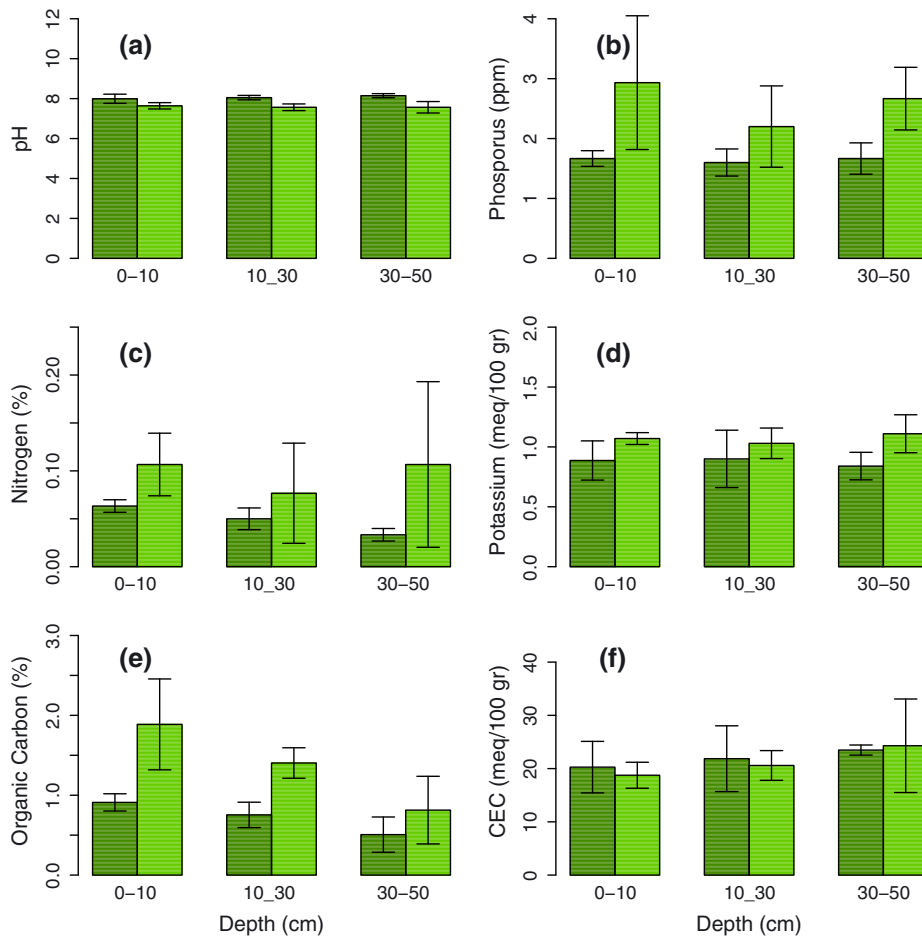 (a)
pH
0 2 4 6 8 10 12
0–10 10_30 30–50
(b)
Phosporus (ppm)
0 1 2 3 4
0–10 10_30 30–50
(c)
Nitrogen (%)
0.00 0.10 0.20
0–10 10_30 30–50
(d)
Potassium (meq/100 gr)
0.0 0.5 1.0 1.5 2.0
0–10 10_30 30–50
(e)
Organic Carbon (%)
0.0 1.0 2.0 3.0
0–10 10_30 30–50
Depth (cm)
(f)
CEC (meq/100 gr)
0 10 20 30 40
0–10 10_30 30–50
Depth (cm)